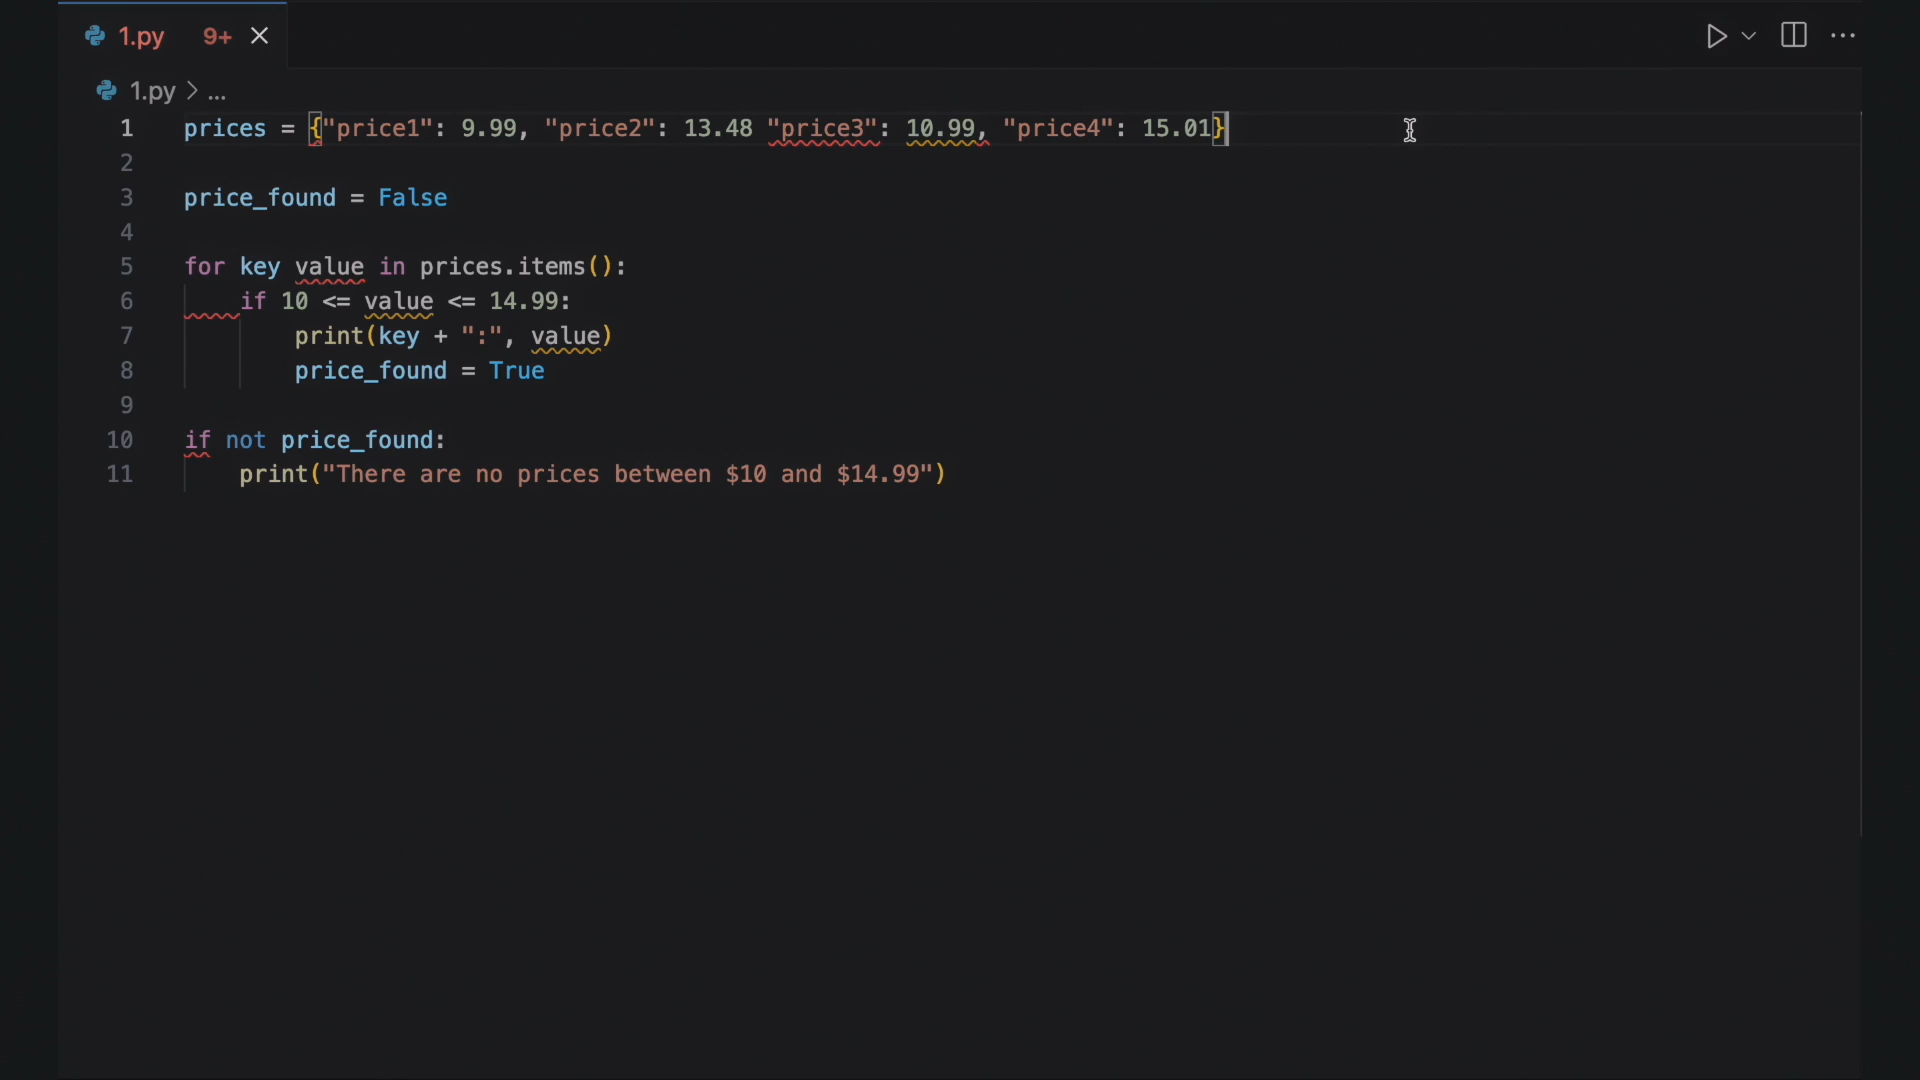 1.py 9+
1.py > ...
1 prices = {"price1": 9.99, "price2": 13.48 "price3": 10.99, "price4": 15.01}
2
3 price_found = False
4
5 for key value in prices.items():
6     if 10 <= value <= 14.99:
7         print(key + ":", value)
8         price_found = True
9
10 if not price_found:
11     print("There are no prices between $10 and $14.99")